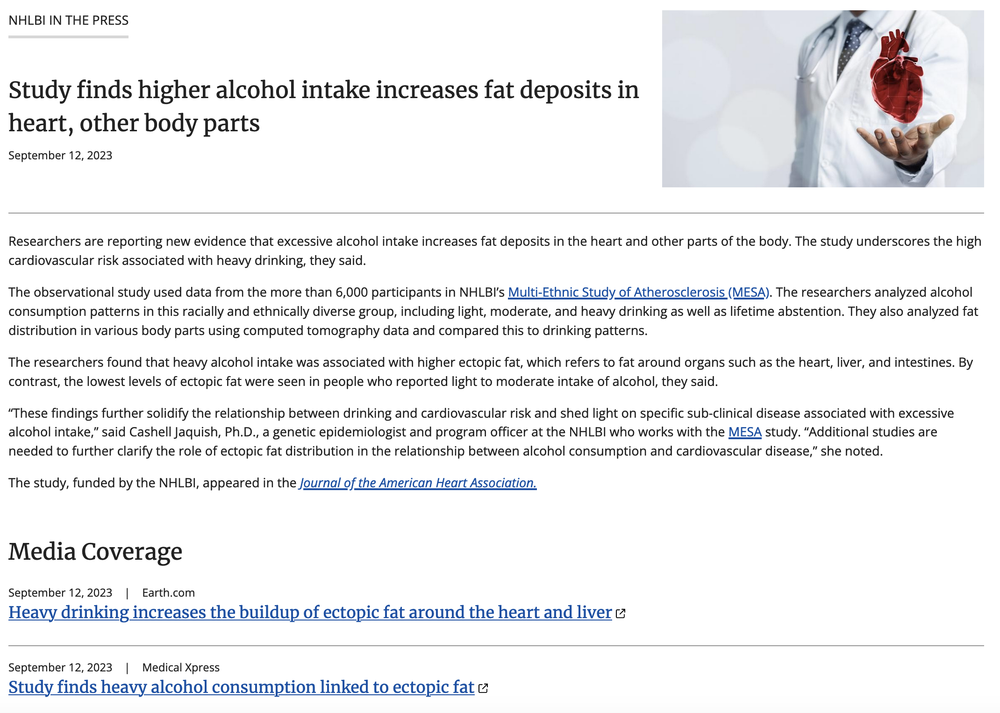 NHLBI IN THE PRESS
Study finds higher alcohol intake increases fat deposits in
heart, other body parts
September 12, 2023
Researchers are reporting new evidence that excessive alcohol intake increases fat deposits in the heart and other parts of the body. The study underscores the high
cardiovascular risk associated with heavy drinking, they said.
The observational study used data from the more than 6,000 participants in NHLBI’s Multi-Ethnic Study of Atherosclerosis (MESA). The researchers analyzed alcohol
consumption patterns in this racially and ethnically diverse group, including light, moderate, and heavy drinking as well as lifetime abstention. They also analyzed fat
distribution in various body parts using computed tomography data and compared this to drinking patterns.
The researchers found that heavy alcohol intake was associated with higher ectopic fat, which refers to fat around organs such as the heart, liver, and intestines. By
contrast, the lowest levels of ectopic fat were seen in people who reported light to moderate intake of alcohol, they said.
“These findings further solidify the relationship between drinking and cardiovascular risk and shed light on specific sub-clinical disease associated with excessive
alcohol intake,” said Cashell Jaquish, Ph.D., a genetic epidemiologist and program officer at the NHLBI who works with the MESA study. “Additional studies are
needed to further clarify the role of ectopic fat distribution in the relationship between alcohol consumption and cardiovascular disease,” she noted.
The study, funded by the NHLBI, appeared in the Journal of the American Heart Association.
Media Coverage
September 12, 2023 | Earth.com
Heavy drinking increases the buildup of ectopic fat around the heart and liver
September 12, 2023 | Medical Xpress
Study finds heavy alcohol consumption linked to ectopic fat